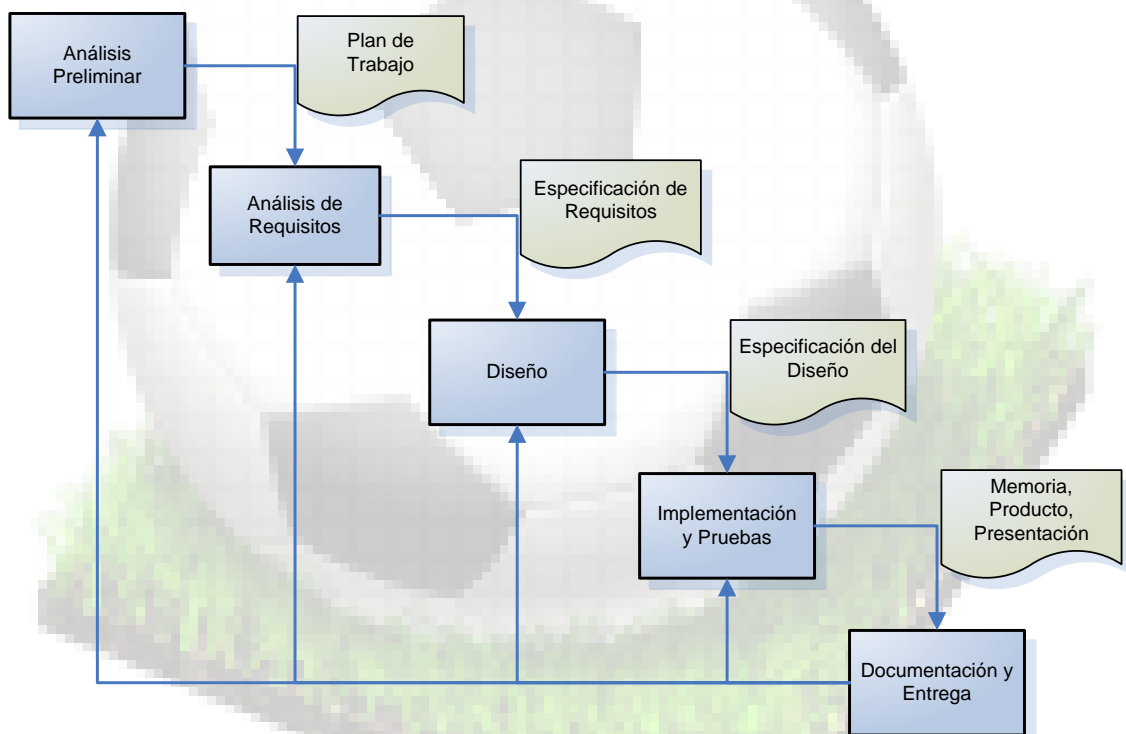 Análisis
Preliminar
Plan de
Trabajo
Análisis de
Requisitos
Especificación de
Requisitos
Diseño
Especificación del
Diseño
Implementación
y Pruebas
Memoria,
Producto,
Presentación
Documentación y
Entrega